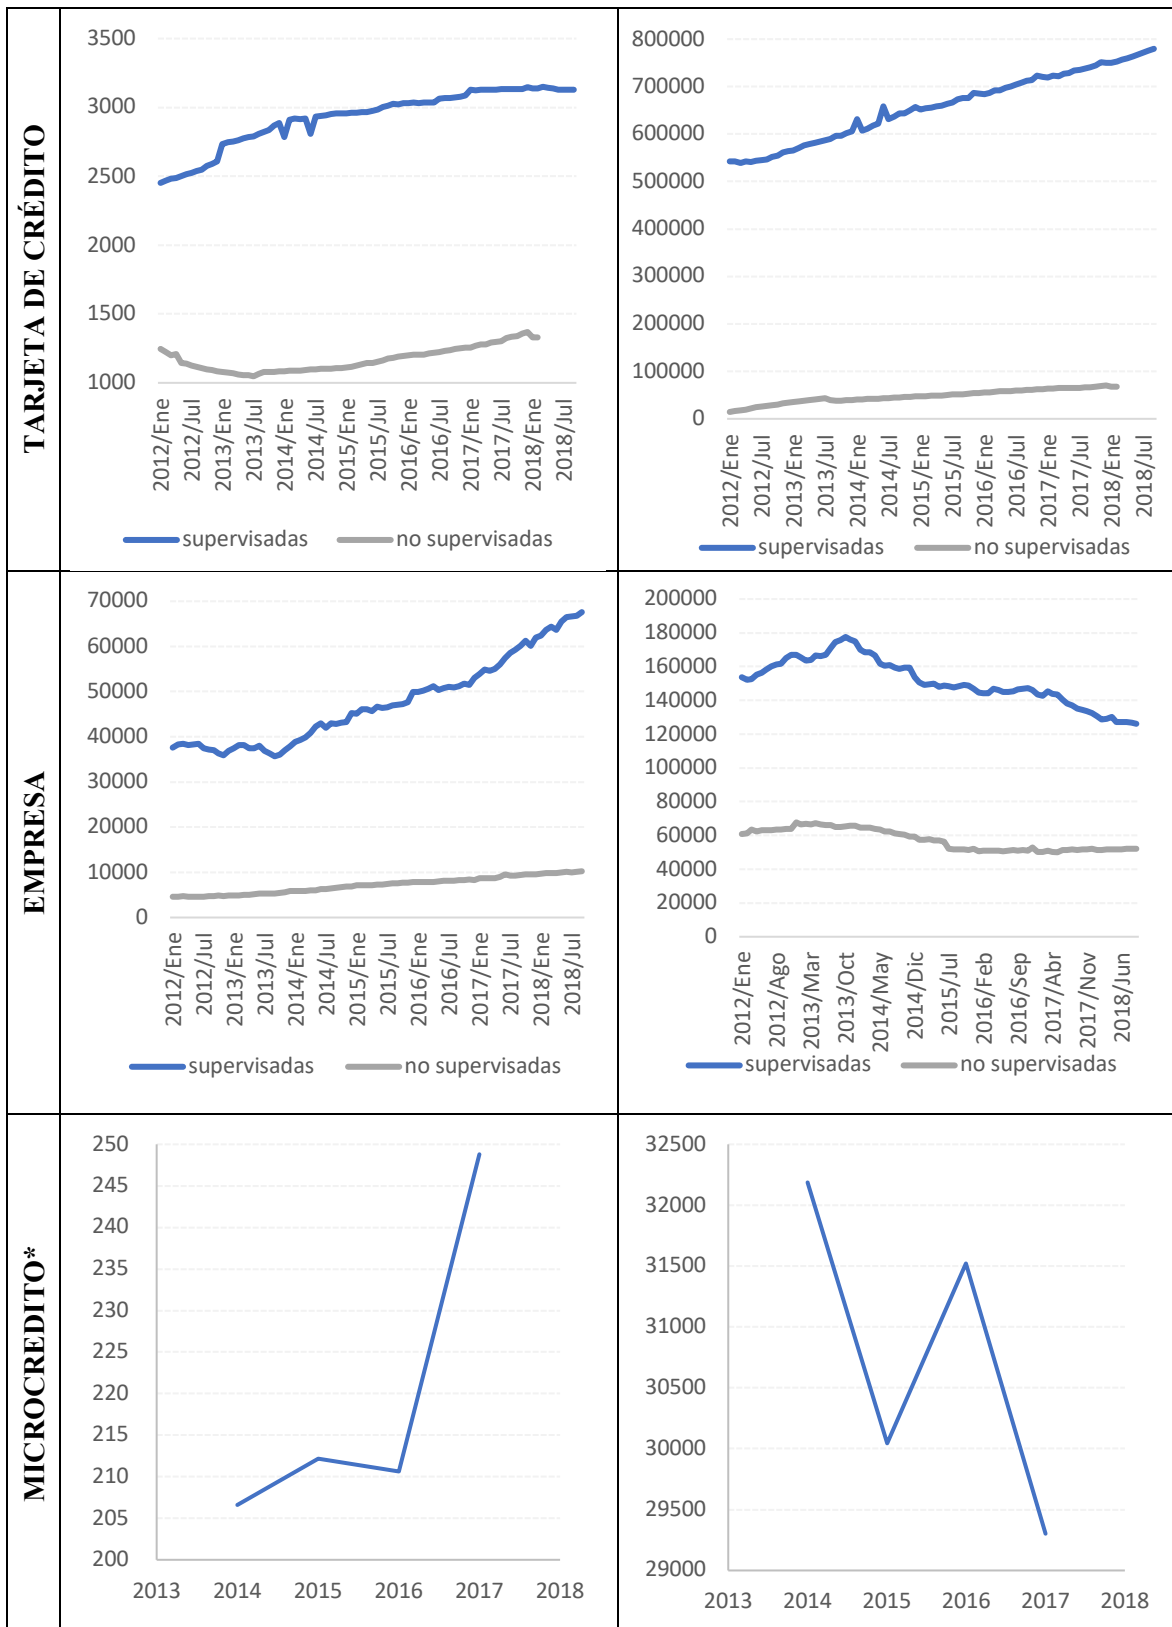 TARJETA DE CRÉDITO
3500
3000
2500
2000
1500
1000
2012/Ene
2012/Jul
2013/Ene
2013/Jul
2014/Ene
2014/Jul
2015/Ene
2015/Jul
2016/Ene
2016/Jul
2017/Ene
2017/Jul
2018/Ene
2018/Jul
supervisadas no supervisadas
800000
700000
600000
500000
400000
300000
200000
100000
0
2012/Ene
2012/Jul
2013/Ene
2013/Jul
2014/Ene
2014/Jul
2015/Ene
2015/Jul
2016/Ene
2016/Jul
2017/Ene
2017/Jul
2018/Ene
2018/Jul
supervisadas no supervisadas
EMPRESA
70000
60000
50000
40000
30000
20000
10000
0
2012/Ene
2012/Jul
2013/Ene
2013/Jul
2014/Ene
2014/Jul
2015/Ene
2015/Jul
2016/Ene
2016/Jul
2017/Ene
2017/Jul
2018/Ene
2018/Jul
supervisadas no supervisadas
200000
180000
160000
140000
120000
100000
80000
60000
40000
20000
0
2012/Ene
2012/Ago
2013/Mar
2013/Oct
2014/May
2014/Dic
2015/Jul
2016/Feb
2016/Sep
2017/Abr
2017/Nov
2018/Jun
supervisadas no supervisadas
MICROCREDITO*
250
245
240
235
230
225
220
215
210
205
200
2013 2014 2015 2016 2017 2018
32500
32000
31500
31000
30500
30000
29500
29000
2013 2014 2015 2016 2017 2018